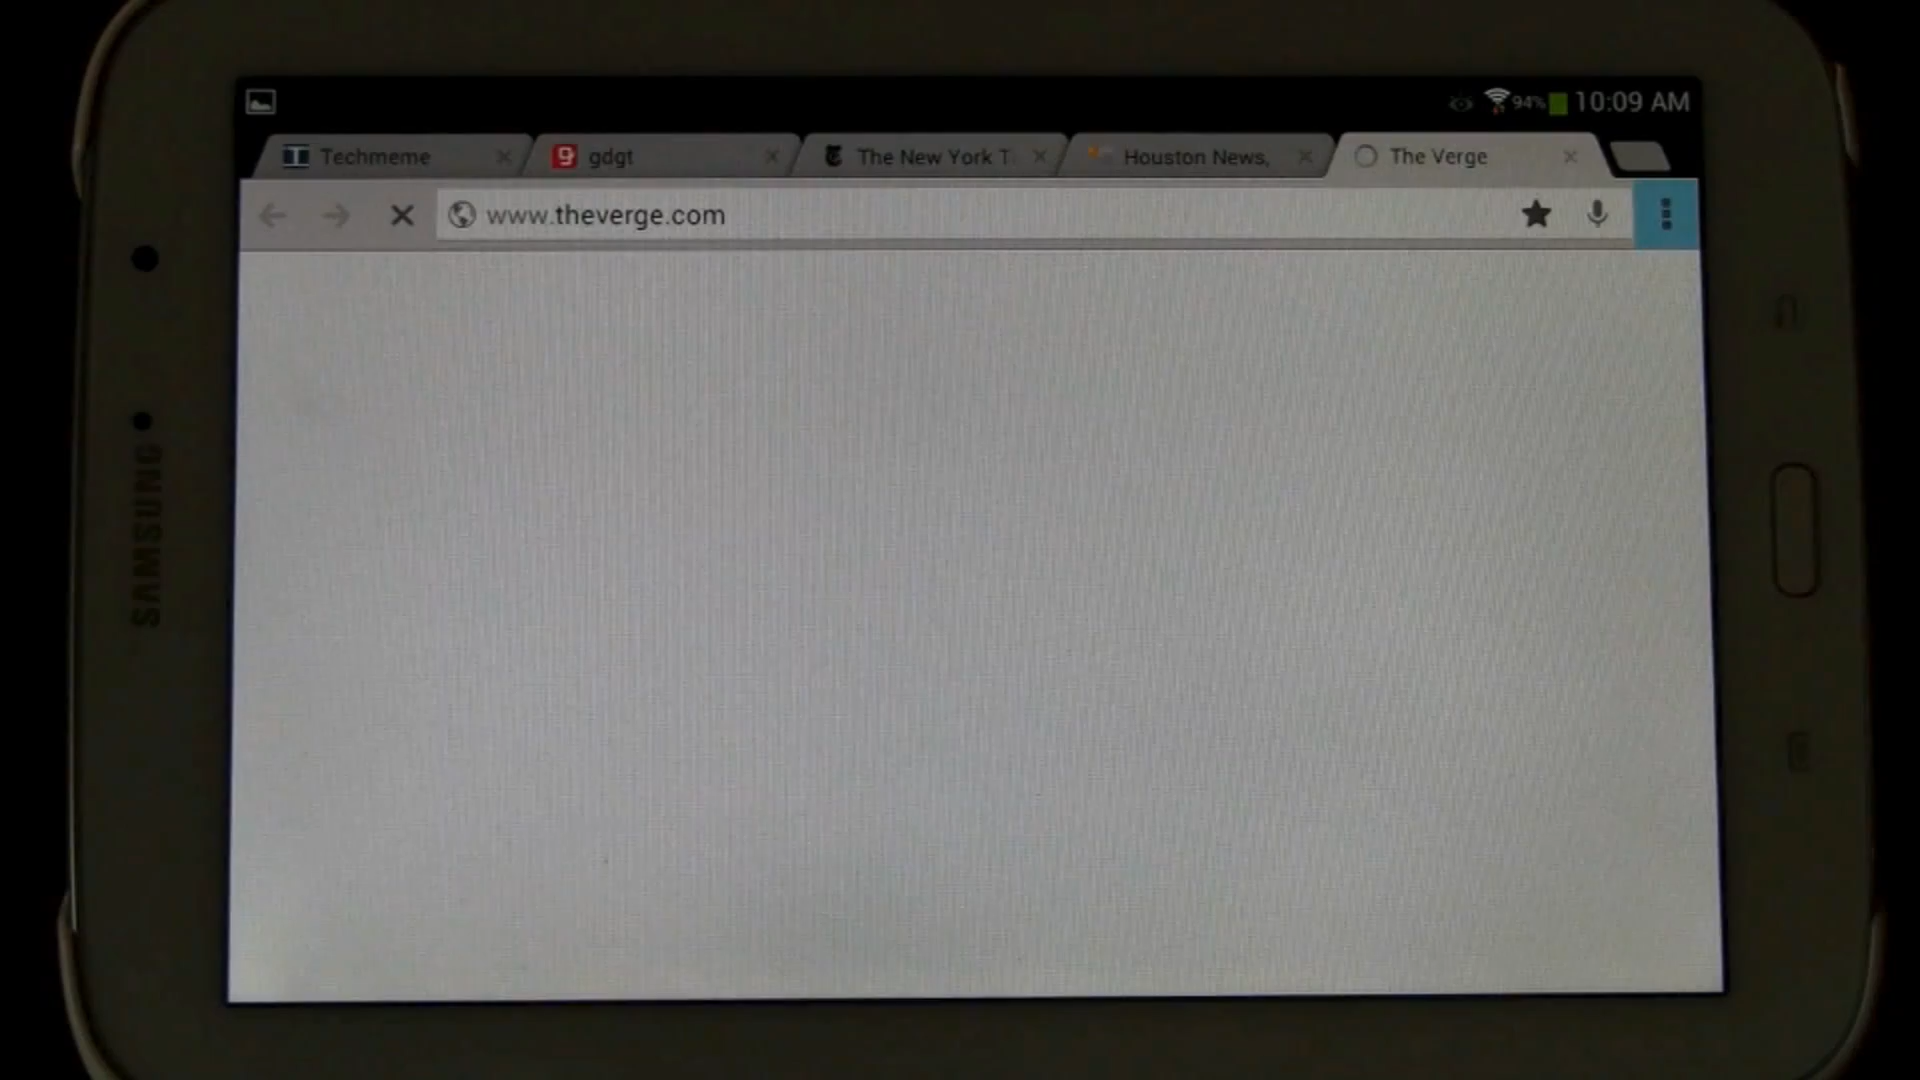 94% 10:09 AM
Techmeme gdgt The New York T Houston News, The Verge
www.theverge.com
SAMSUNG